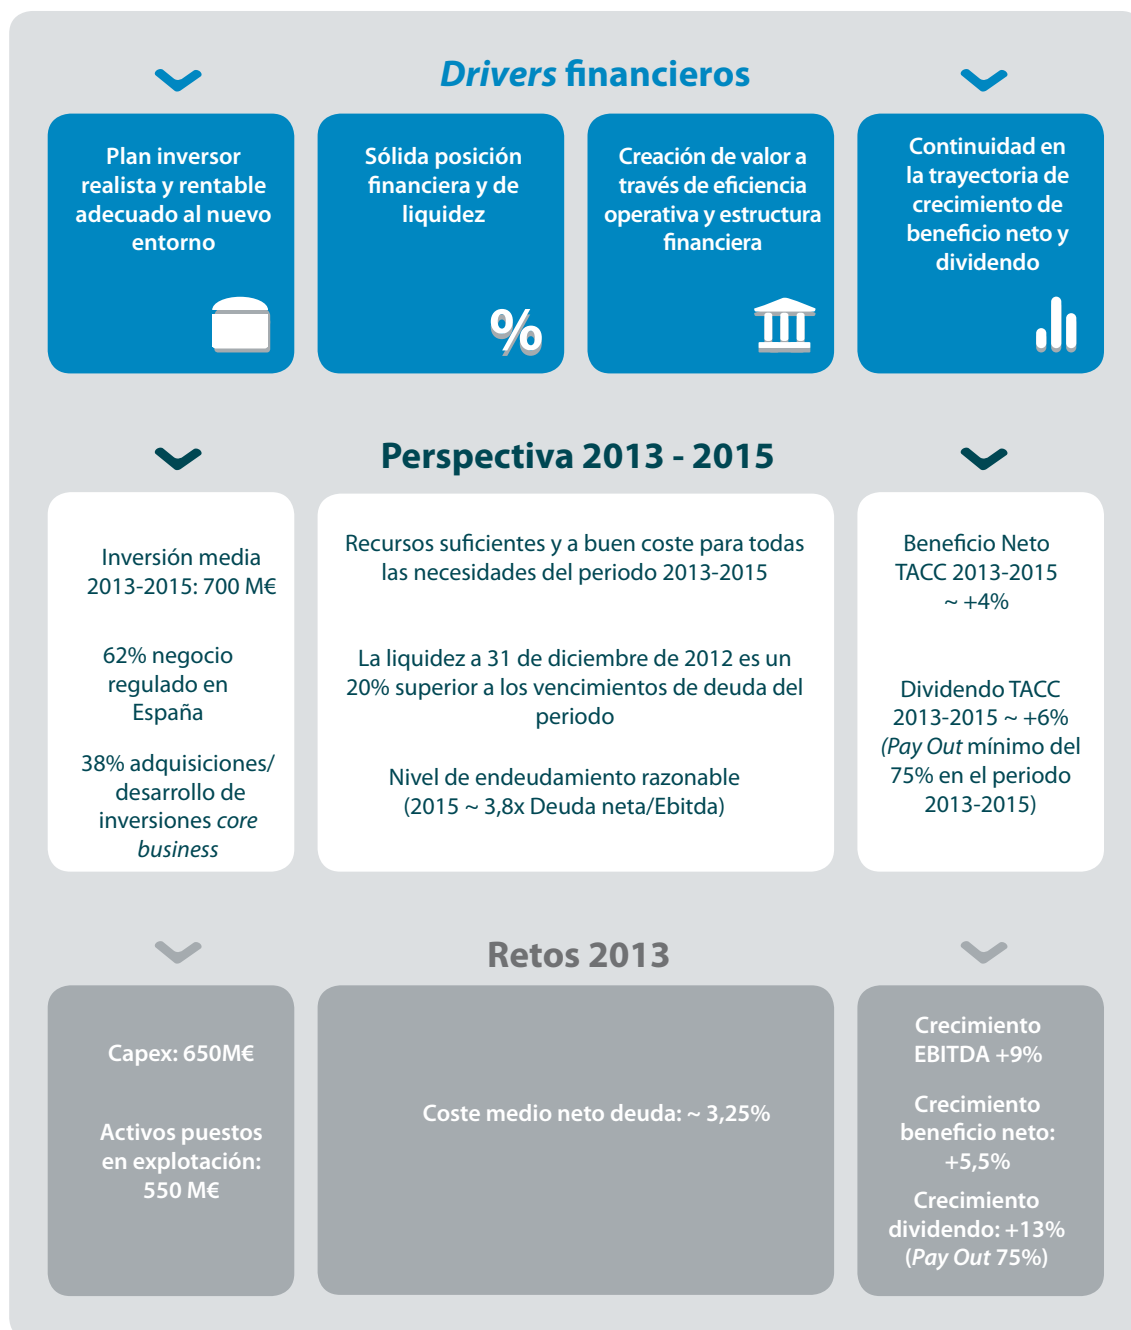 Drivers financieros
Plan inversor
realista y rentable
adecuado al nuevo
entorno
Sólida posición
financiera y de
liquidez
%
Creación de valor a
través de eficiencia
operativa y estructura
financiera
Continuidad en
la trayectoria de
crecimiento de
beneficio neto y
dividendo
Perspectiva 2013 - 2015
Inversión media
2013-2015: 700 M€
62% negocio
regulado en
España
38% adquisiciones/
desarrollo de
inversiones core
business
Recursos suficientes y a buen coste para todas
las necesidades del periodo 2013-2015
La liquidez a 31 de diciembre de 2012 es un
20% superior a los vencimientos de deuda del
periodo
Nivel de endeudamiento razonable
(2015 ~ 3,8x Deuda neta/Ebitda)
Beneficio Neto
TACC 2013-2015
~ +4%
Dividendo TACC
2013-2015 ~ +6%
(Pay Out mínimo del
75% en el periodo
2013-2015)
Retos 2013
Capex: 650M€
Activos puestos
en explotación:
550 M€
Coste medio neto deuda: ~ 3,25%
Crecimiento
EBITDA +9%
Crecimiento
beneficio neto:
+5,5%
Crecimiento
dividendo: +13%
(Pay Out 75%)